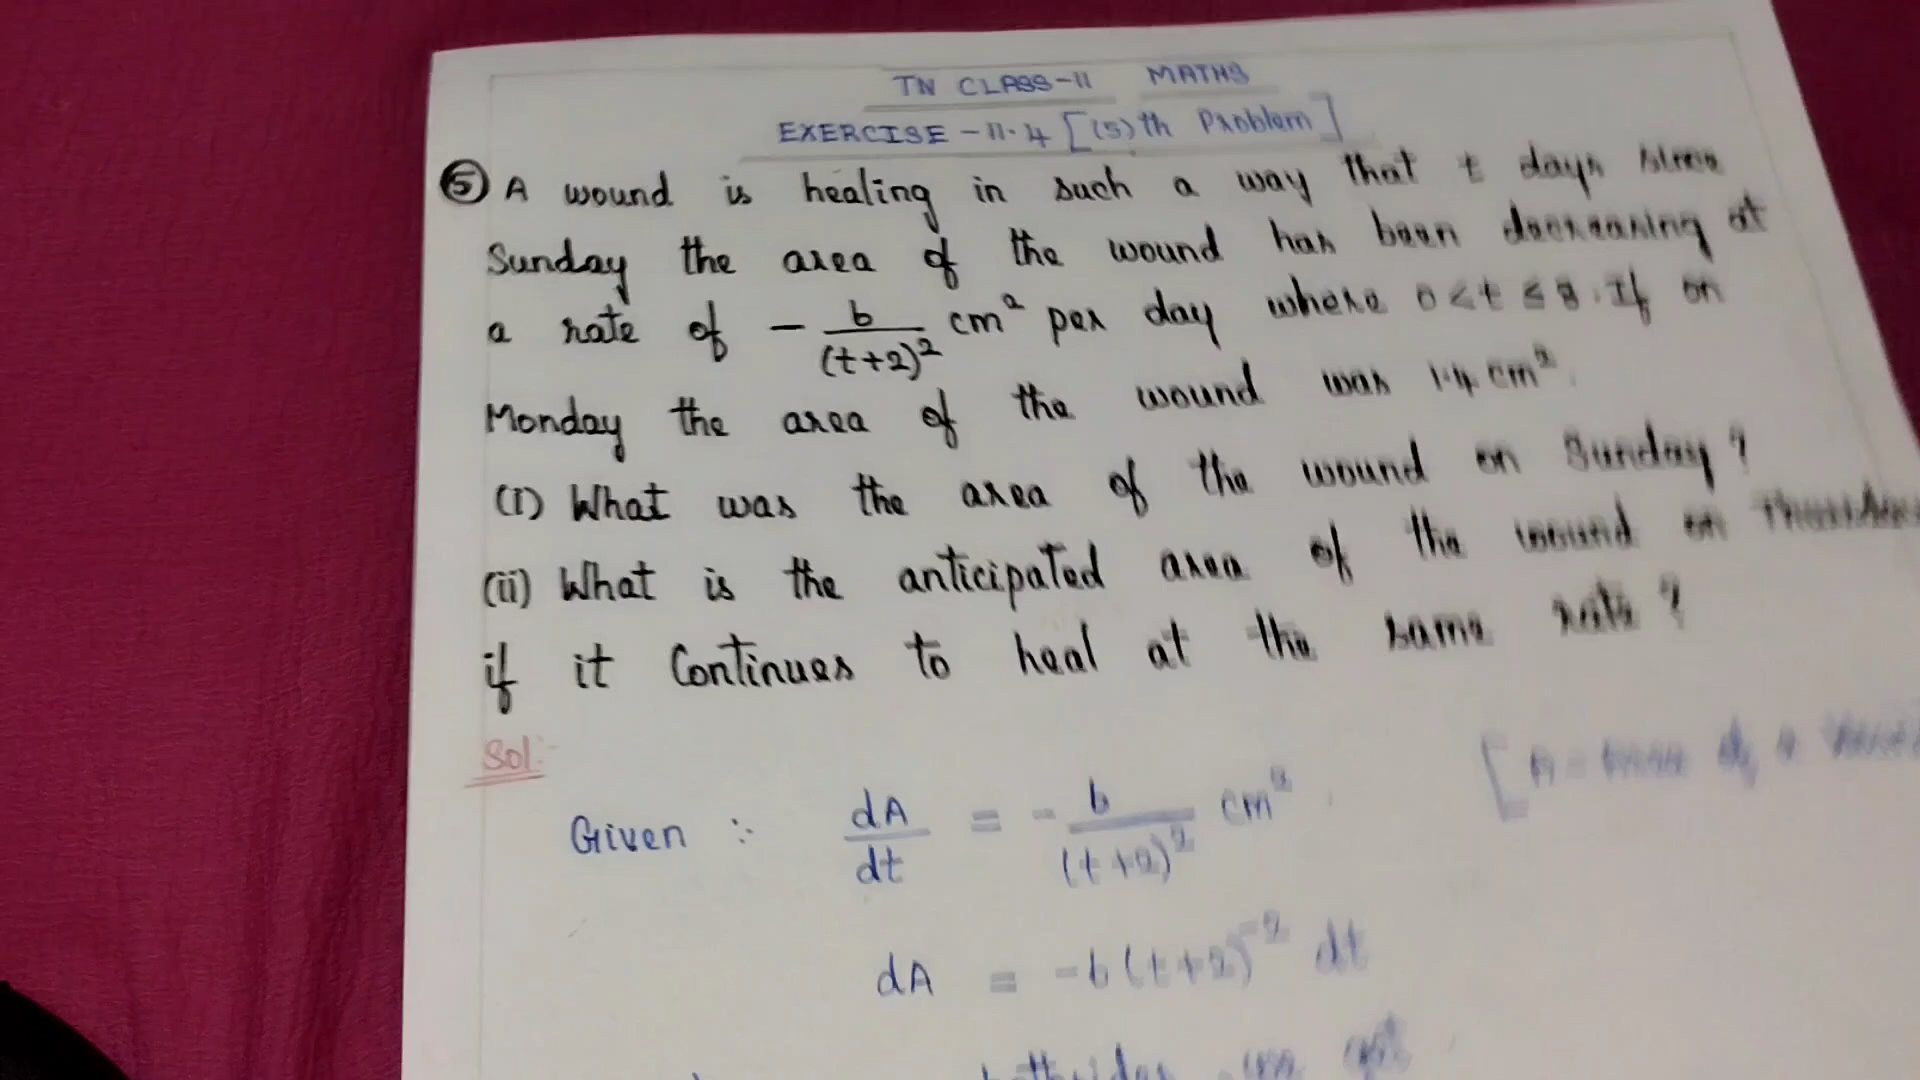 TN CLASS-11 MATHS
EXERCISE - 11.4 [(5)th Problem]
⑤ A wound is healing in such a way that t days since
Sunday the area of the wound has been decreasing at
a rate of - b/(t+2)² cm² per day where 0 < t ≤ 8. If on
Monday the area of the wound was 1.4 cm².
(i) What was the area of the wound on Sunday?
(ii) What is the anticipated area of the wound on
if it Continues to heal at the same rate?
Sol:-
Given : dA/dt = - b/(t+2)² cm²
dA = -b(t+2)⁻² dt